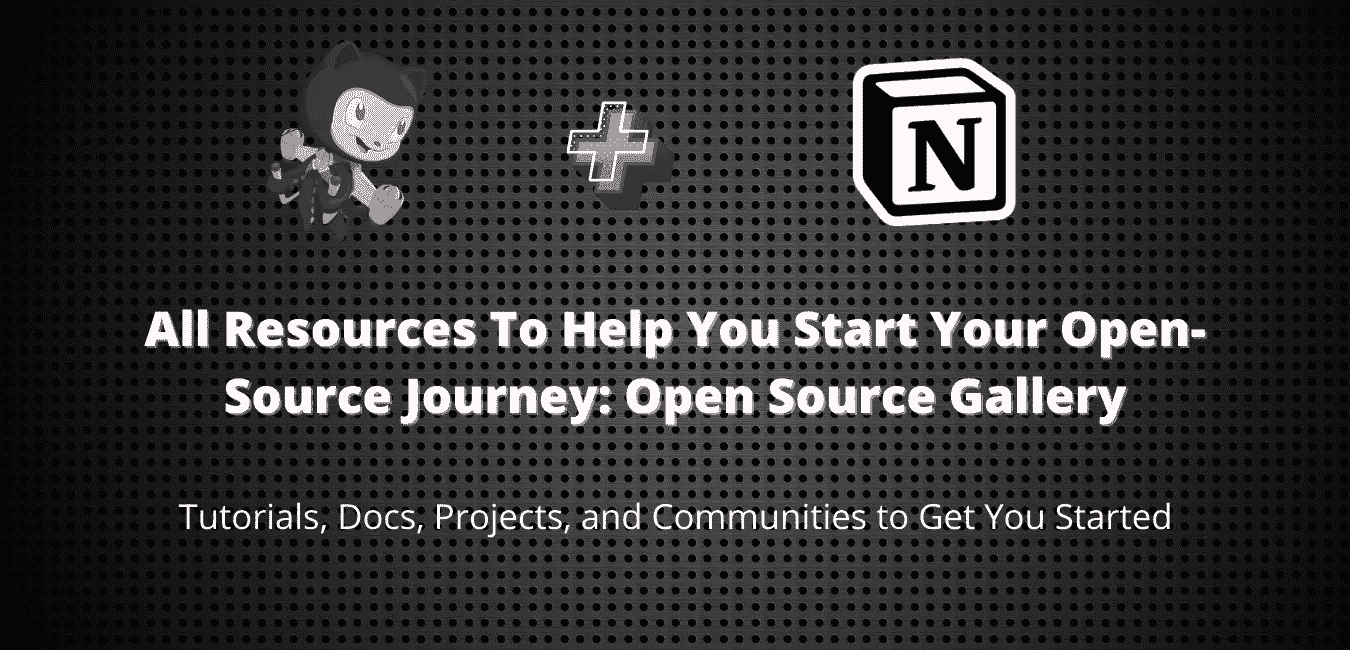 N
All Resources To Help You Start Your Open-
Source Journey: Open Source Gallery
Tutorials, Docs, Projects, and Communities to Get You Started